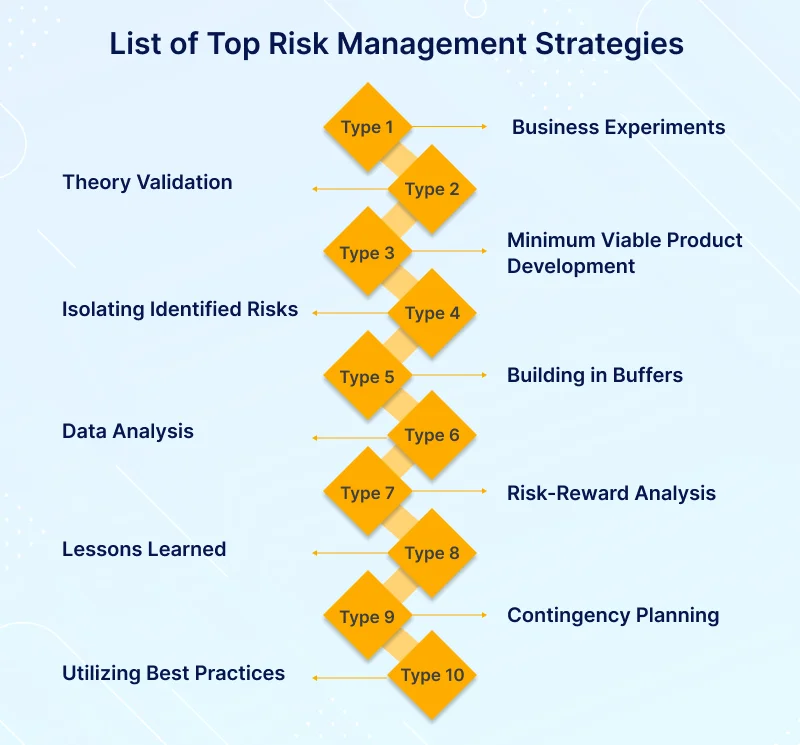 List of Top Risk Management Strategies
Type 1
Business Experiments
Theory Validation
Type 2
Type 3
Minimum Viable Product
Development
Isolating Identified Risks
Type 4
Type 5
Building in Buffers
Data Analysis
Type 6
Type 7
Risk-Reward Analysis
Lessons Learned
Type 8
Type 9
Contingency Planning
Utilizing Best Practices
Type 10